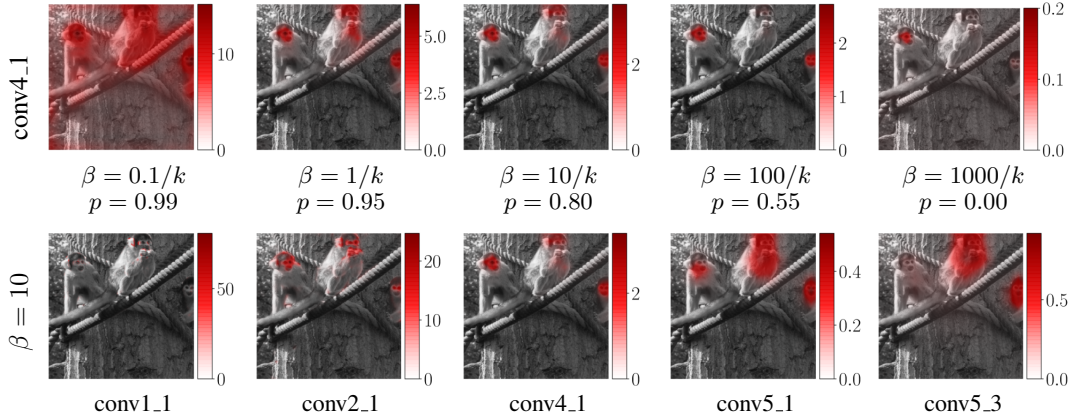 conv4_1
10
0
5.0
2.5
0.0
2
0
2
1
0
0.2
0.1
0.0
β = 0.1/k
p = 0.99
β = 1/k
p = 0.95
β = 10/k
p = 0.80
β = 100/k
p = 0.55
β = 1000/k
p = 0.00
β = 10
50
0
20
10
0
2
0
0.4
0.2
0.0
0.5
0.0
conv1_1
conv2_1
conv4_1
conv5_1
conv5_3